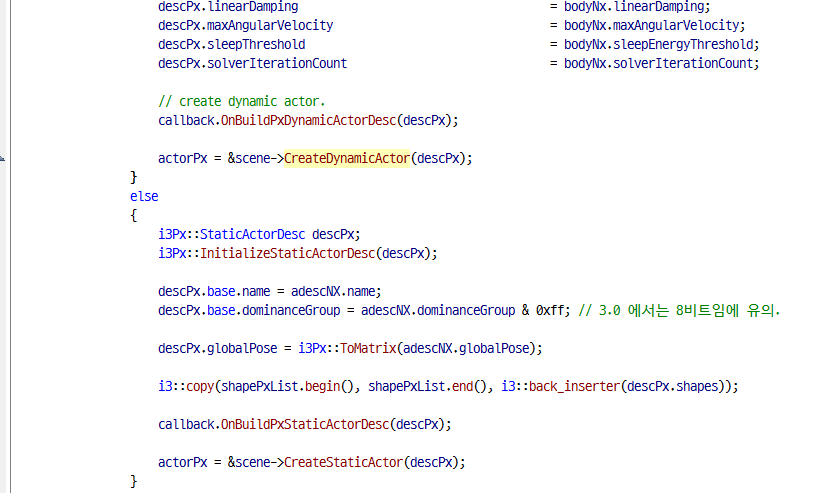 descPx.linearDamping = bodyNx.linearDamping;
descPx.maxAngularVelocity = bodyNx.maxAngularVelocity;
descPx.sleepThreshold = bodyNx.sleepEnergyThreshold;
descPx.solverIterationCount = bodyNx.solverIterationCount;
// create dynamic actor.
callback.OnBuildPxDynamicActorDesc(descPx);
actorPx = &scene->CreateDynamicActor(descPx);
}
else
{
i3Px::StaticActorDesc descPx;
i3Px::InitializeStaticActorDesc(descPx);
descPx.base.name = adescNX.name;
descPx.base.dominanceGroup = adescNX.dominanceGroup & 0xff; // 3.0 에서는 8비트임에 유의.
descPx.globalPose = i3Px::ToMatrix(adescNX.globalPose);
i3::copy(shapePxList.begin(), shapePxList.end(), i3::back_inserter(descPx.shapes));
callback.OnBuildPxStaticActorDesc(descPx);
actorPx = &scene->CreateStaticActor(descPx);
}